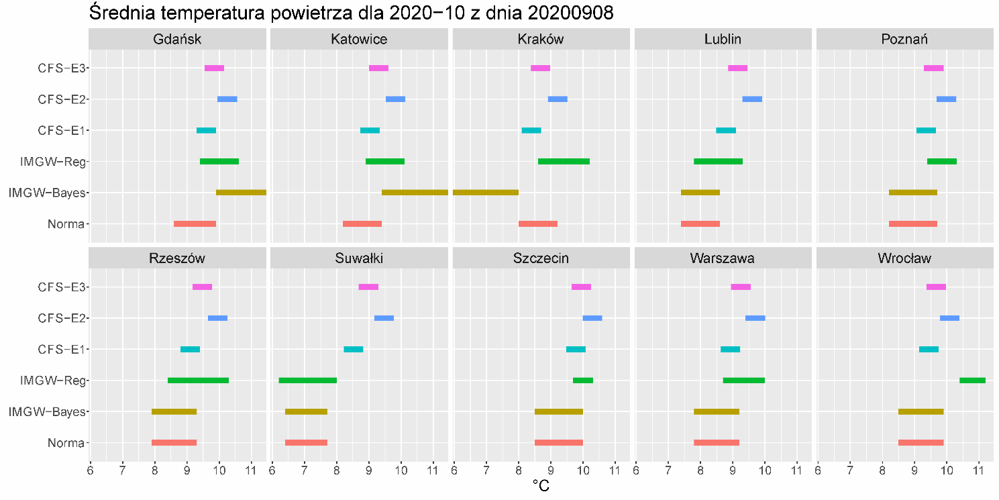 Średnia temperatura powietrza dla 2020−10 z dnia 20200908
Gdańsk Katowice Kraków Lublin Poznań
CFS−E3
CFS−E2
CFS−E1
IMGW−Reg
IMGW−Bayes
Norma
Rzeszów Suwałki Szczecin Warszawa Wrocław
CFS−E3
CFS−E2
CFS−E1
IMGW−Reg
IMGW−Bayes
Norma
6 7 8 9 10 11 6 7 8 9 10 11 6 7 8 9 10 11 6 7 8 9 10 11 6 7 8 9 10 11
°C